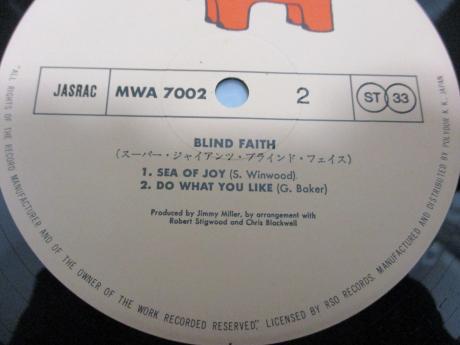 JASRAC
MWA 7002
2
ST 33
BLIND FAITH
(スーパー・ジャイアンツ・ブラインド・フェイス)
1. SEA OF JOY (S. Winwood)
2. DO WHAT YOU LIKE (G. Baker)
Produced by Jimmy Miller, by arrangement with
Robert Stigwood and Chris Blackwell
"ALL RIGHTS OF THE RECORD MANUFACTURER AND OF THE OWNER OF THE WORK RECORDED RESERVED." LICENSED BY RSO RECORDS. MANUFACTURED AND DISTRIBUTED BY POLYDOR K.K., JAPAN